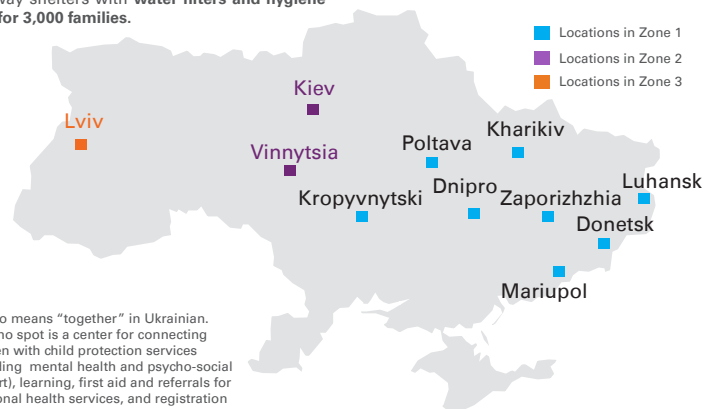 way shelters with water filters and hygiene
for 3,000 families.
Locations in Zone 1
Locations in Zone 2
Locations in Zone 3
Kiev
Lviv
Vinnytsia
Poltava
Kharikiv
Kropyvnytski
Dnipro
Zaporizhzhia
Luhansk
Donetsk
Mariupol
o means “together” in Ukrainian.
no spot is a center for connecting
en with child protection services
ding mental health and psycho-social
rt), learning, first aid and referrals for
onal health services, and registration